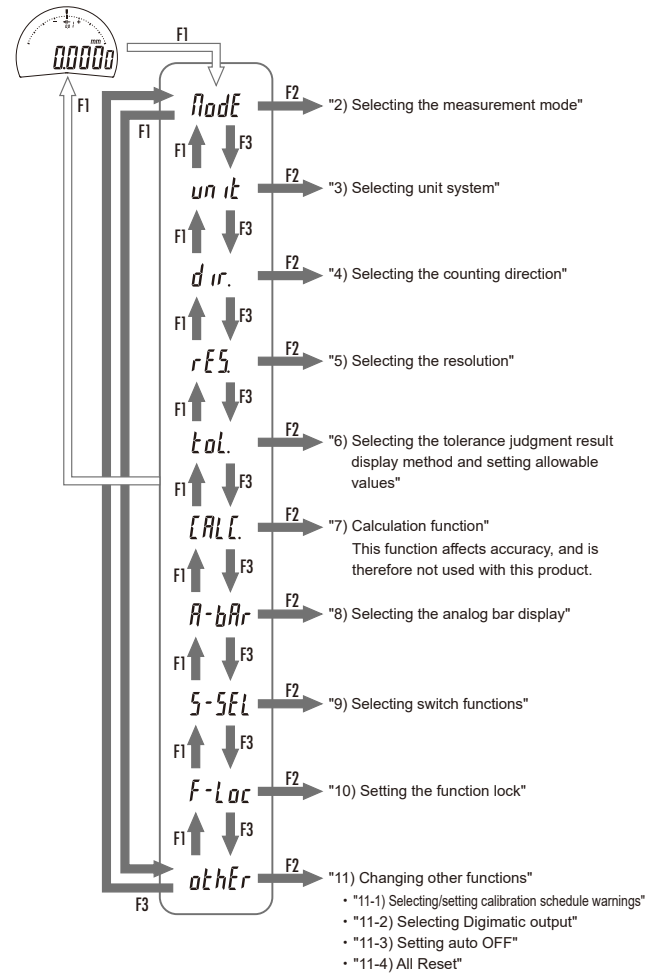 - +
mm
0.0000
F1
F1
ModE
F2
"2) Selecting the measurement mode"
F1
F1
F3
unit
F2
"3) Selecting unit system"
F1
F3
dir.
F2
"4) Selecting the counting direction"
F1
F3
rES.
F2
"5) Selecting the resolution"
F1
F3
toL.
F2
"6) Selecting the tolerance judgment result
display method and setting allowable
values"
F1
F3
CALC.
F2
"7) Calculation function"
This function affects accuracy, and is
therefore not used with this product.
F1
F3
A-bAr
F2
"8) Selecting the analog bar display"
F1
F3
S-SEL
F2
"9) Selecting switch functions"
F1
F3
F-Loc
F2
"10) Setting the function lock"
F1
F3
othEr
F2
"11) Changing other functions"
F3
・"11-1) Selecting/setting calibration schedule warnings"
・"11-2) Selecting Digimatic output"
・"11-3) Setting auto OFF"
・"11-4) All Reset"